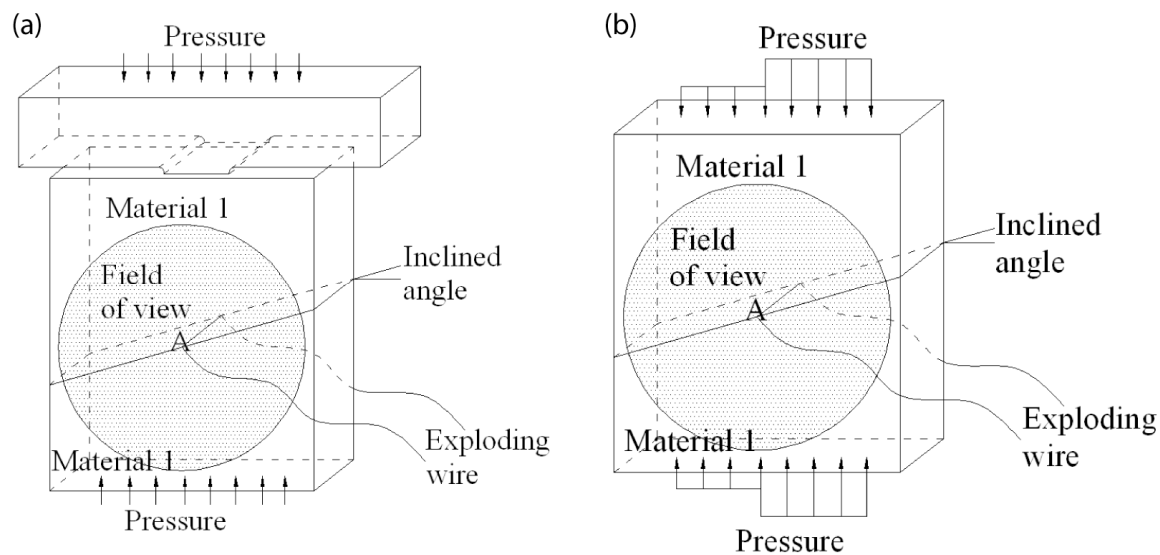 (a)
Pressure
Material 1
Field
of view
A
Inclined
angle
Exploding
wire
Material 1
Pressure
(b)
Pressure
Material 1
Field
of view
A
Inclined
angle
Exploding
wire
Material 1
Pressure